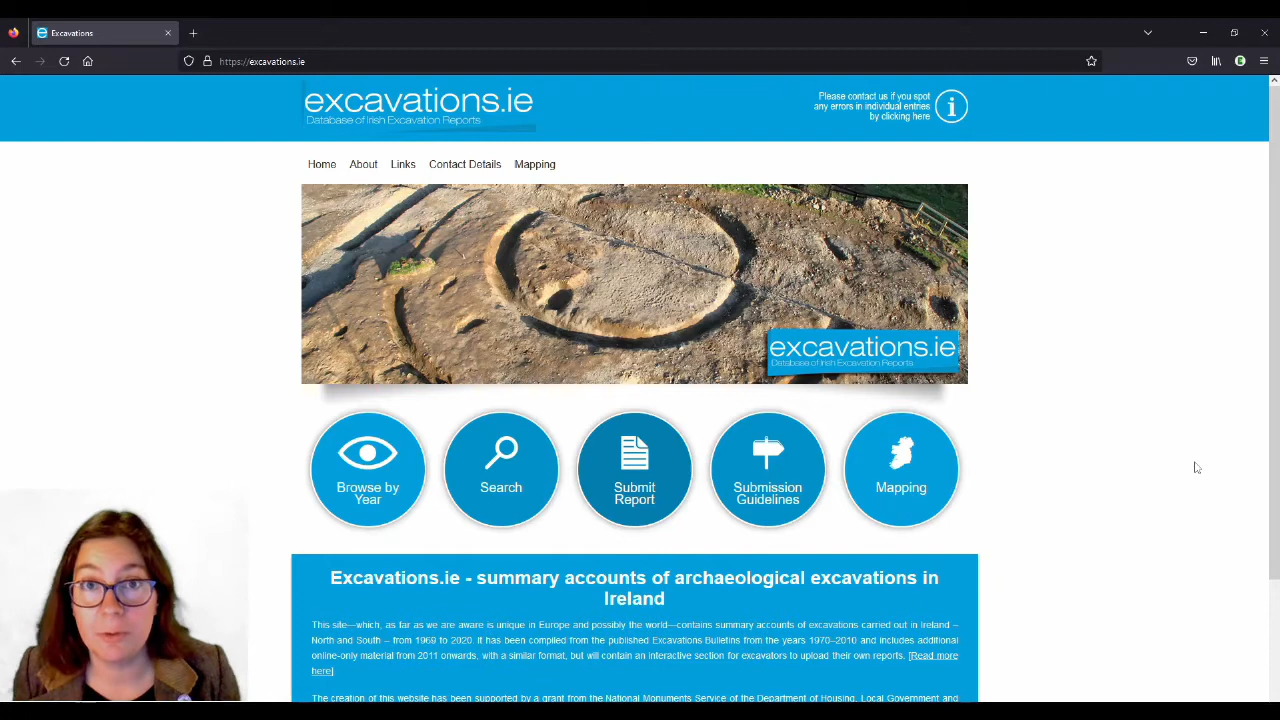 Excavations
https://excavations.ie
excavations.ie
Database of Irish Excavation Reports
Please contact us if you spot
any errors in individual entries
by clicking here
i
Home About Links Contact Details Mapping
excavations.ie
Database of Irish Excavation Reports
Browse by
Year
Search
Submit
Report
Submission
Guidelines
Mapping
Excavations.ie - summary accounts of archaeological excavations in
Ireland
This site—which, as far as we are aware is unique in Europe and possibly the world—contains summary accounts of excavations carried out in Ireland –
North and South – from 1969 to 2020. It has been compiled from the published Excavations Bulletins from the years 1970–2010 and includes additional
online-only material from 2011 onwards, with a similar format, but will contain an interactive section for excavators to upload their own reports. [Read more
here]
The creation of this website has been supported by a grant from the National Monuments Service of the Department of Housing, Local Government and